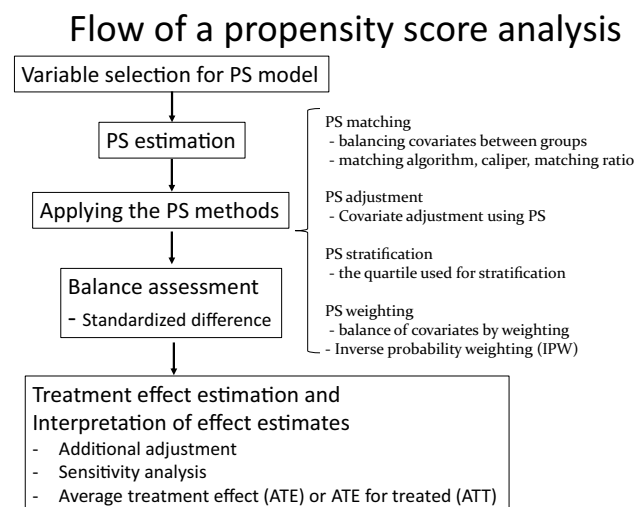 Flow of a propensity score analysis
Variable selection for PS model
PS estimation
Applying the PS methods
PS matching
- balancing covariates between groups
- matching algorithm, caliper, matching ratio
PS adjustment
- Covariate adjustment using PS
PS stratification
- the quartile used for stratification
PS weighting
- balance of covariates by weighting
- Inverse probability weighting (IPW)
Balance assessment
- Standardized difference
Treatment effect estimation and
Interpretation of effect estimates
- Additional adjustment
- Sensitivity analysis
- Average treatment effect (ATE) or ATE for treated (ATT)